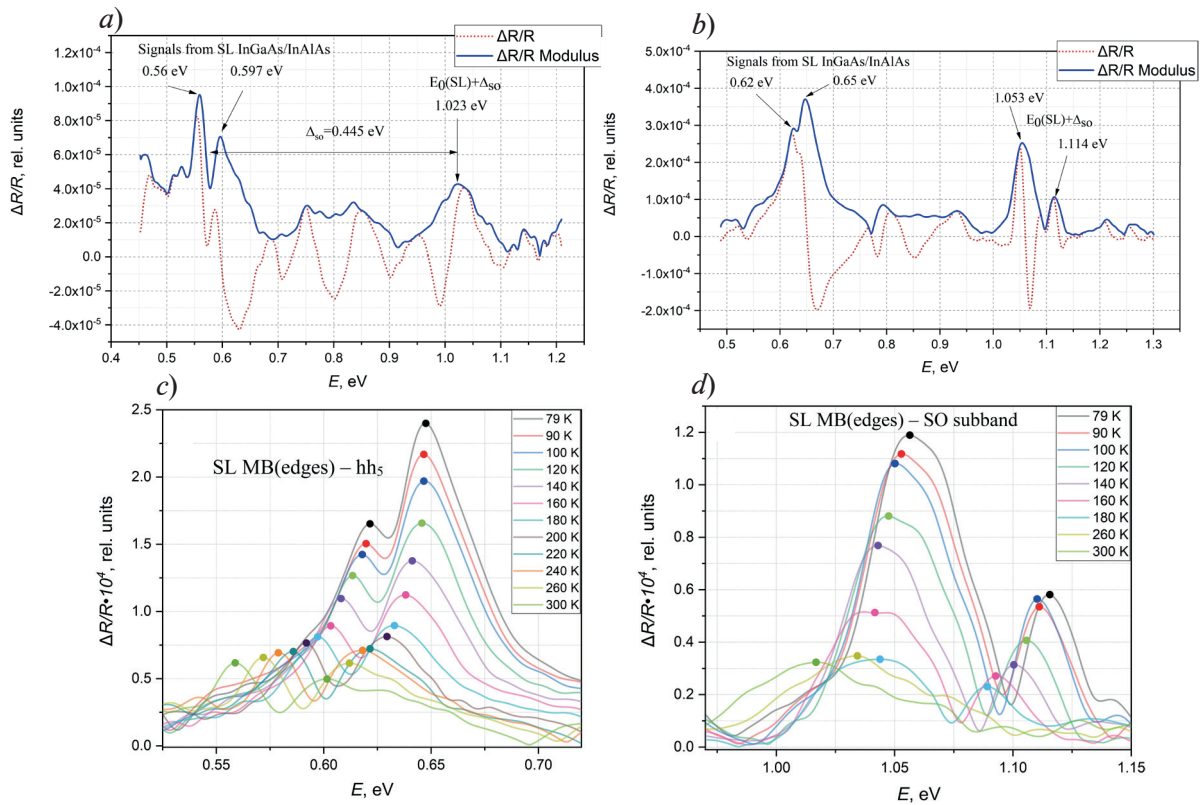 a)
ΔR/R
ΔR/R Modulus
Signals from SL InGaAs/InAlAs
0.56 eV
0.597 eV
E0(SL)+Δso
1.023 eV
Δso=0.445 eV
1.2x10-4
1.0x10-4
8.0x10-5
6.0x10-5
4.0x10-5
2.0x10-5
0.0
-2.0x10-5
-4.0x10-5
ΔR/R, rel. units
0.4 0.5 0.6 0.7 0.8 0.9 1.0 1.1 1.2
E, eV
b)
ΔR/R
ΔR/R Modulus
Signals from SL InGaAs/InAlAs
0.62 eV
0.65 eV
1.053 eV
E0(SL)+Δso
1.114 eV
5.0x10-4
4.0x10-4
3.0x10-4
2.0x10-4
1.0x10-4
0.0
-1.0x10-4
-2.0x10-4
ΔR/R, rel. units
0.5 0.6 0.7 0.8 0.9 1.0 1.1 1.2 1.3
E, eV
c)
SL MB(edges) – hh5
79 K
90 K
100 K
120 K
140 K
160 K
180 K
200 K
220 K
240 K
260 K
300 K
2.5
2.0
1.5
1.0
0.5
0.0
ΔR/R•10⁴, rel. units
0.55 0.60 0.65 0.70
E, eV
d)
SL MB(edges) – SO subband
79 K
90 K
100 K
120 K
140 K
160 K
180 K
260 K
300 K
1.2
1.0
0.8
0.6
0.4
0.2
0.0
ΔR/R•10⁴, rel. units
1.00 1.05 1.10 1.15
E, eV